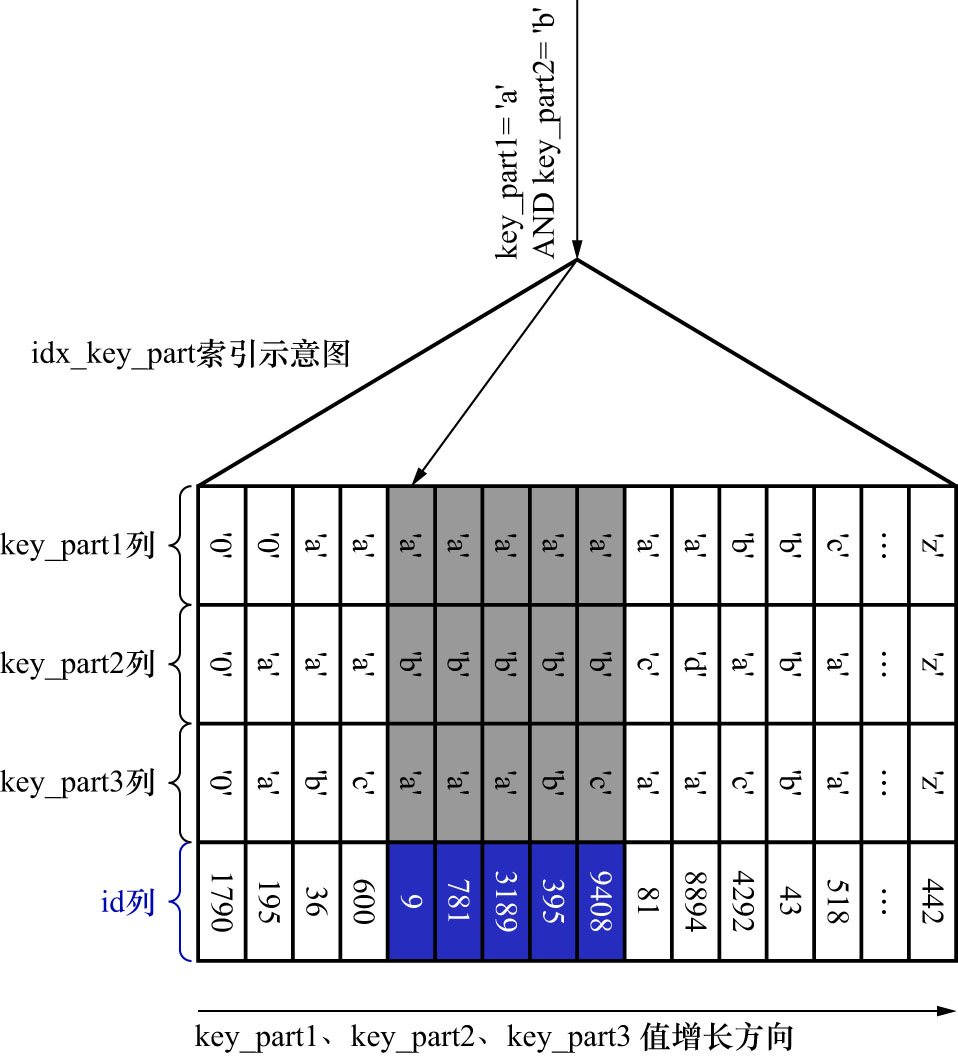 key_part1= 'a'
AND key_part2= 'b'
idx_key_part索引示意图
key_part1列 '0' '0' 'a' 'a' 'a' 'a' 'a' 'a' 'a' 'a' 'a' 'b' 'b' 'c' … 'z'
key_part2列 '0' 'a' 'a' 'a' 'b' 'b' 'b' 'b' 'b' 'c' 'd' 'a' 'b' 'a' … 'z'
key_part3列 '0' 'a' 'b' 'c' 'a' 'a' 'a' 'b' 'c' 'a' 'a' 'c' 'b' 'a' … 'z'
id列 1790 195 36 600 9 781 3189 395 9408 81 8894 4292 43 518 … 442
key_part1、key_part2、key_part3 值增长方向